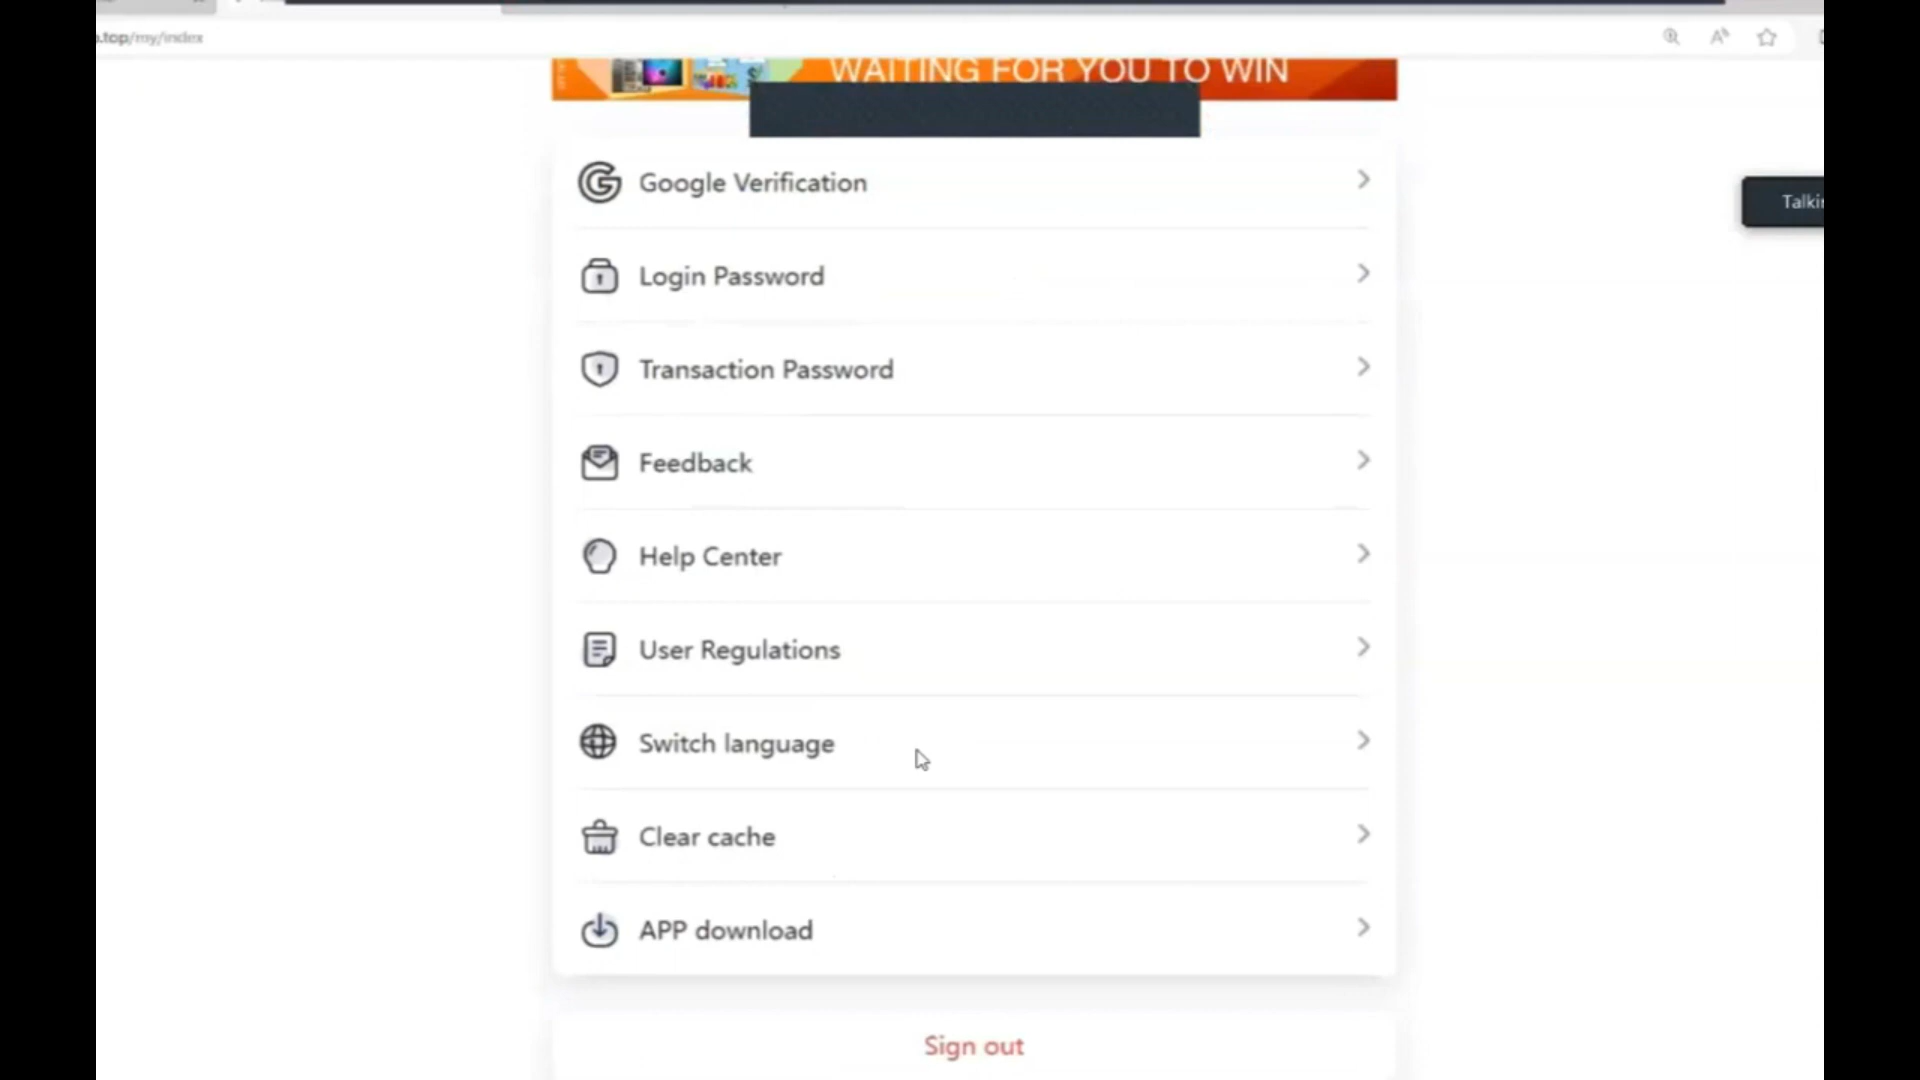 .top/my/index
WAITING FOR YOU TO WIN
Google Verification
Talki
Login Password
Transaction Password
Feedback
Help Center
User Regulations
Switch language
Clear cache
APP download
Sign out